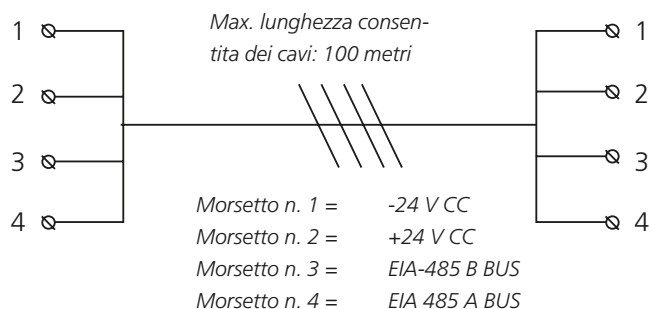 1
2
3
4
Max. lunghezza consen-
tita dei cavi: 100 metri
1
2
3
4
Morsetto n. 1 = -24 V CC
Morsetto n. 2 = +24 V CC
Morsetto n. 3 = EIA-485 B BUS
Morsetto n. 4 = EIA 485 A BUS